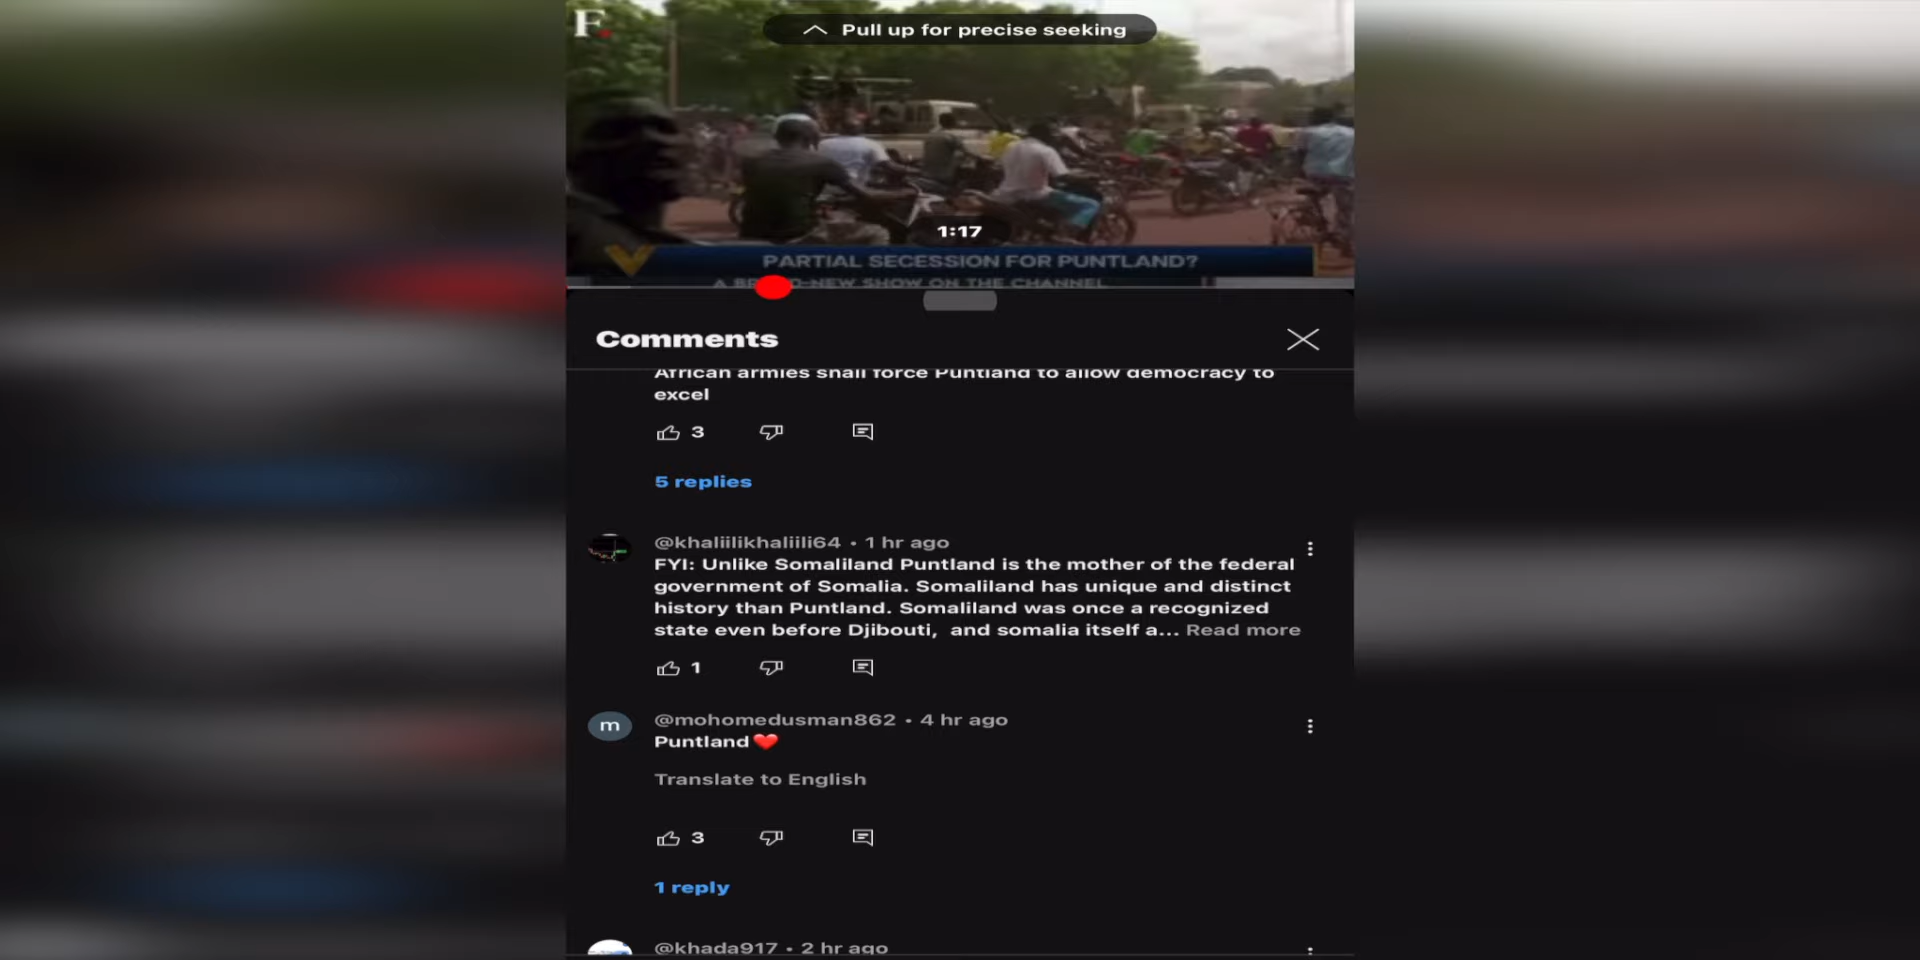 F.
Pull up for precise seeking
1:17
PARTIAL SECESSION FOR PUNTLAND?
NEW SHOW ON THE CHANNEL
Comments
African armies shall force Puntland to allow democracy to
excel
3
5 replies
@khaliilikhaliili64 • 1 hr ago
FYI: Unlike Somaliland Puntland is the mother of the federal
government of Somalia. Somaliland has unique and distinct
history than Puntland. Somaliland was once a recognized
state even before Djibouti,  and somalia itself a... Read more
1
m
@mohomedusman862 • 4 hr ago
Puntland❤️
Translate to English
3
1 reply
@khada917 • 2 hr ago